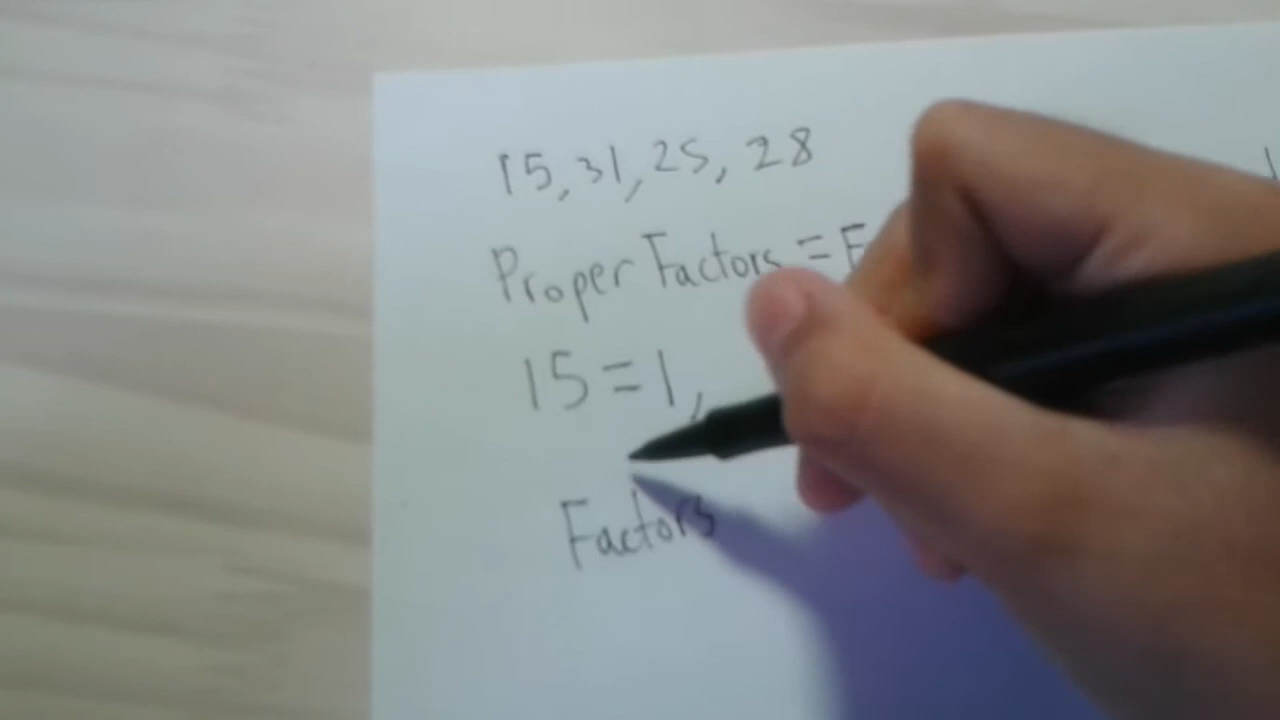 15, 31, 25, 28
Proper Factors = F
15 = 1,
Factors